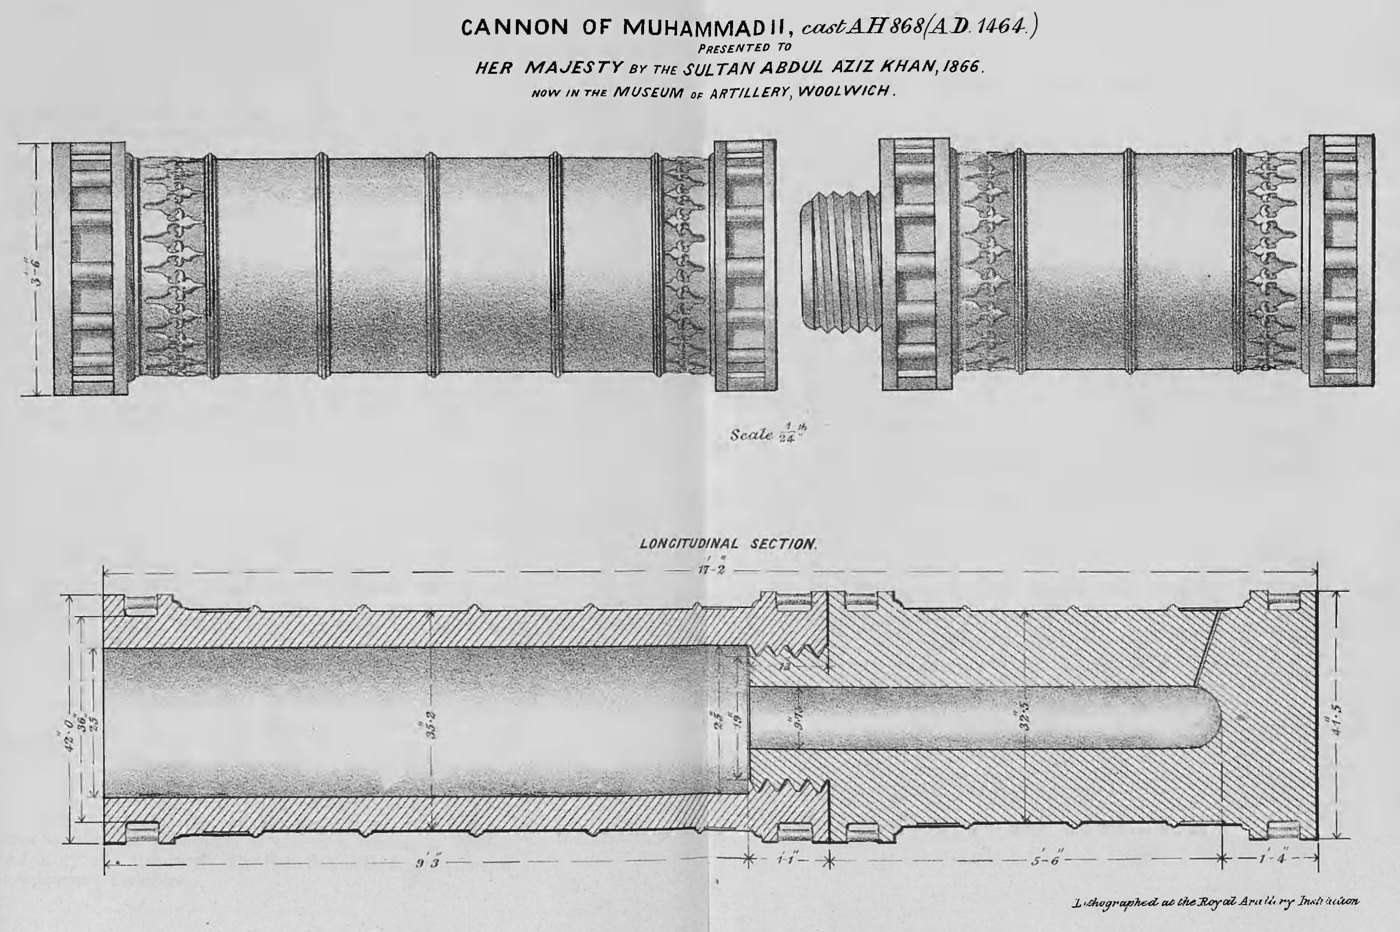 CANNON OF MUHAMMAD II, cast AH 868 (A.D. 1464.)
PRESENTED TO
HER MAJESTY BY THE SULTAN ABDUL AZIZ KHAN, 1866.
NOW IN THE MUSEUM OF ARTILLERY, WOOLWICH.
3'-6"
Scale 1/24th
LONGITUDINAL SECTION.
17'-2"
13
42"·0
36"
25"
35"·2
25"
19"
32"·5
41"·5
9'3"
1'1"
5'-6"
1'-4"
Lithographed at the Royal Artillery Institution